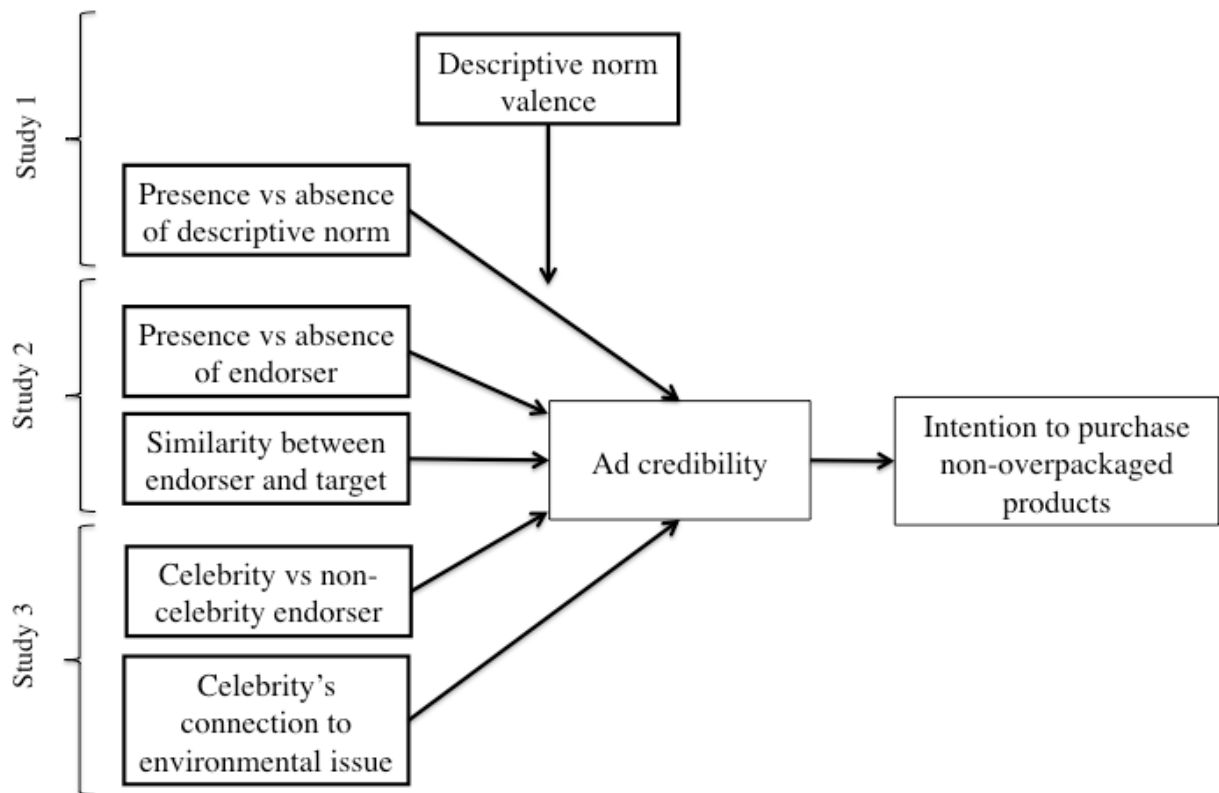 Study 1
Descriptive norm
valence
Presence vs absence
of descriptive norm
Study 2
Presence vs absence
of endorser
Similarity between
endorser and target
Ad credibility
Intention to purchase
non-overpackaged
products
Study 3
Celebrity vs non-
celebrity endorser
Celebrity's
connection to
environmental issue